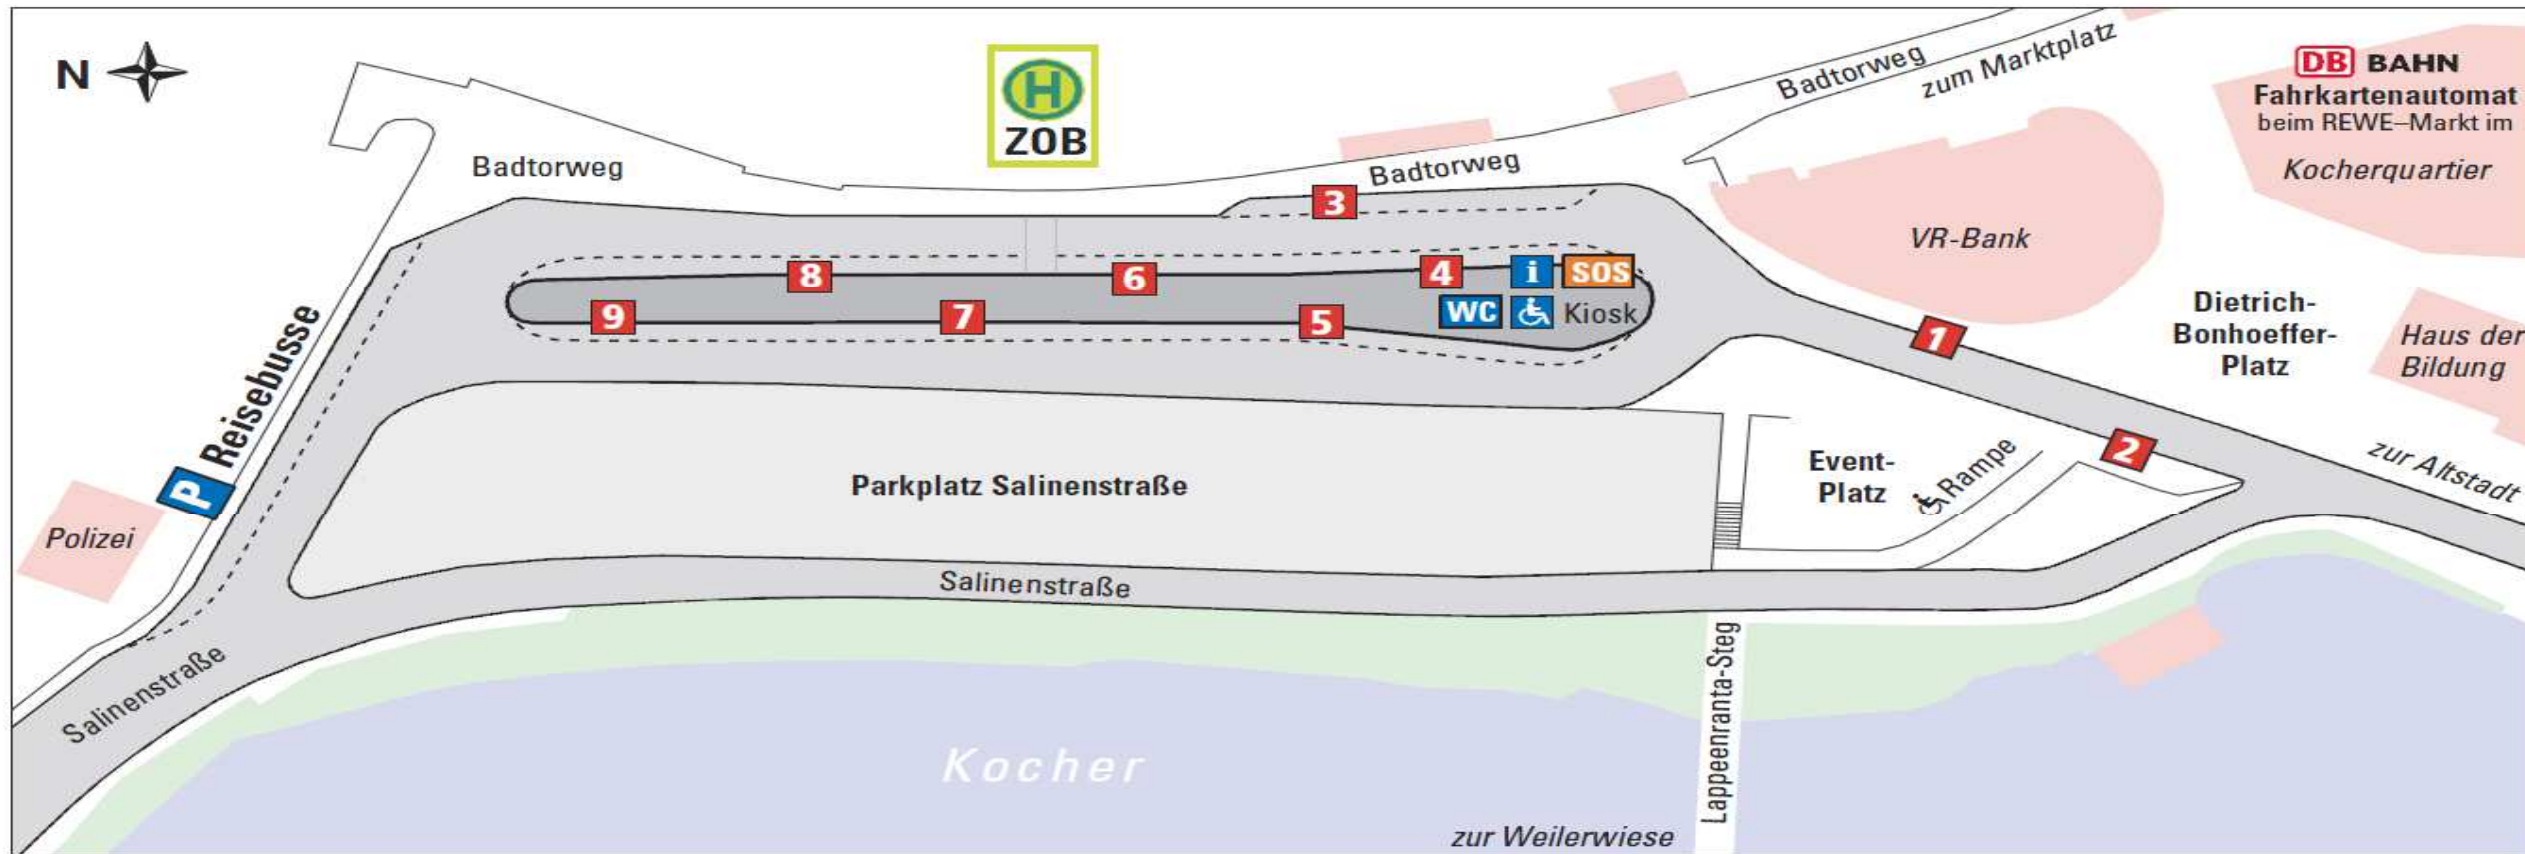 N
H
ZOB
Badtorweg
zum Marktplatz
DB BAHN
Fahrkartenautomat
beim REWE–Markt im
Kocherquartier
Badtorweg
Badtorweg
3
VR-Bank
8
6
4
i
SOS
9
7
5
WC
Kiosk
1
Dietrich-
Bonhoeffer-
Platz
Haus der
Bildung
P Reisebusse
Polizei
Parkplatz Salinenstraße
Event-
Platz
Rampe
2
zur Altstadt
Salinenstraße
Salinenstraße
Lappeenranta-Steg
Kocher
zur Weilerwiese